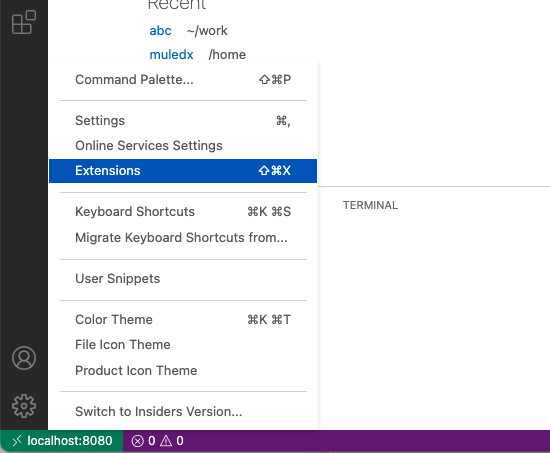 Recent
abc ~/work
muledx /home
Command Palette... ⇧⌘P
Settings ⌘,
Online Services Settings
Extensions ⇧⌘X
Keyboard Shortcuts ⌘K ⌘S
Migrate Keyboard Shortcuts from...
User Snippets
Color Theme ⌘K ⌘T
File Icon Theme
Product Icon Theme
Switch to Insiders Version...
TERMINAL
localhost:8080 0 0